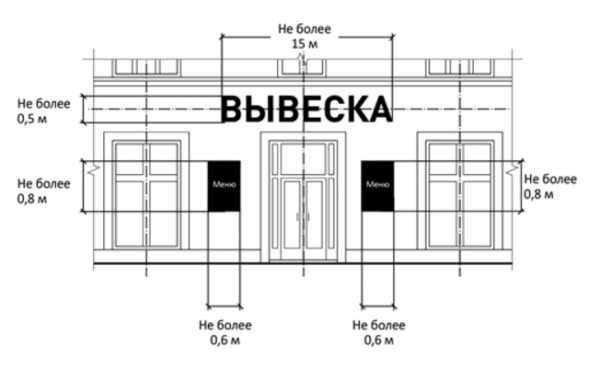 Не более
15 м
Не более
0,5 м
ВЫВЕСКА
Не более
0,8 м
Меню
Меню
Не более
0,8 м
Не более
0,6 м
Не более
0,6 м